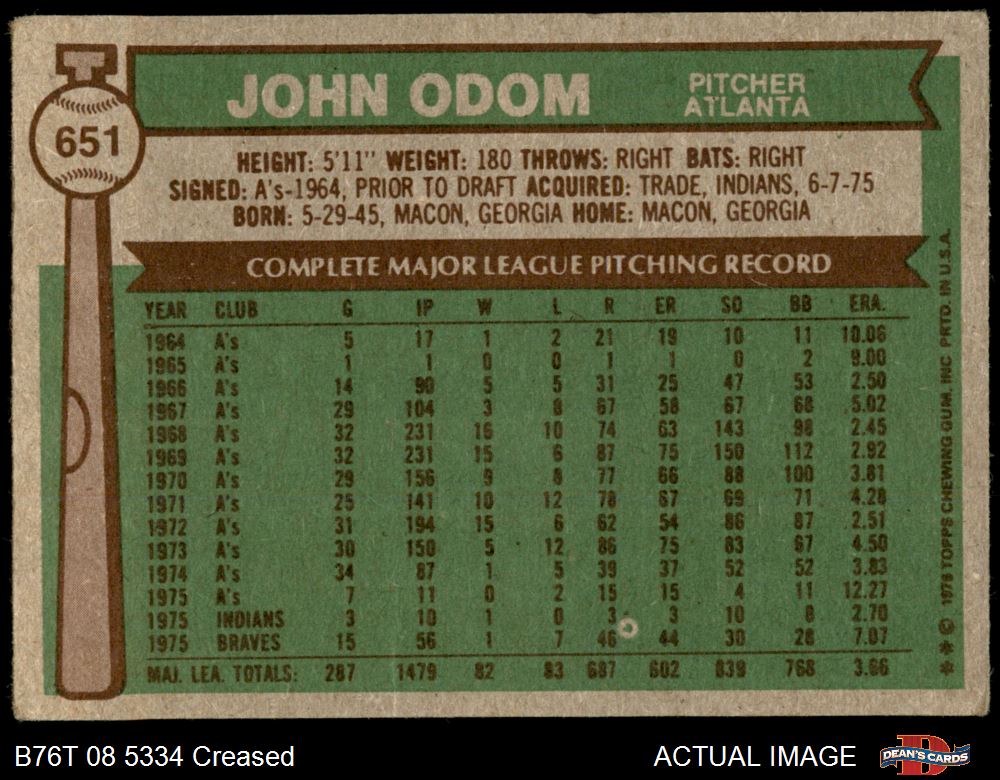 JOHN ODOM
PITCHER
ATLANTA
651
HEIGHT: 5'11" WEIGHT: 180 THROWS: RIGHT BATS: RIGHT
SIGNED: A's-1964, PRIOR TO DRAFT ACQUIRED: TRADE, INDIANS, 6-7-75
BORN: 5-29-45, MACON, GEORGIA HOME: MACON, GEORGIA
COMPLETE MAJOR LEAGUE PITCHING RECORD
YEAR CLUB G IP W L R ER SO BB ERA.
1964 A's 5 17 1 2 21 19 10 11 10.06
1965 A's 1 1 0 0 1 1 0 2 9.00
1966 A's 14 90 5 5 31 25 47 53 2.50
1967 A's 29 104 3 8 67 58 67 68 5.02
1968 A's 32 231 16 10 74 63 143 98 2.45
1969 A's 32 231 15 6 87 75 150 112 2.92
1970 A's 29 156 9 8 77 66 88 100 3.81
1971 A's 25 141 10 12 78 67 69 71 4.28
1972 A's 31 194 15 6 62 54 86 87 2.51
1973 A's 30 150 5 12 86 75 83 67 4.50
1974 A's 34 87 1 5 39 37 52 52 3.83
1975 A's 7 11 0 2 15 15 4 11 12.27
1975 INDIANS 3 10 1 0 3 3 10 8 2.70
1975 BRAVES 15 56 1 7 46 44 30 28 7.07
MAJ. LEA. TOTALS: 287 1479 82 83 687 602 839 768 3.66
** © 1976 TOPPS CHEWING GUM, INC PRTD. IN U.S.A.
B76T 08 5334 Creased
ACTUAL IMAGE
DEAN'S CARDS